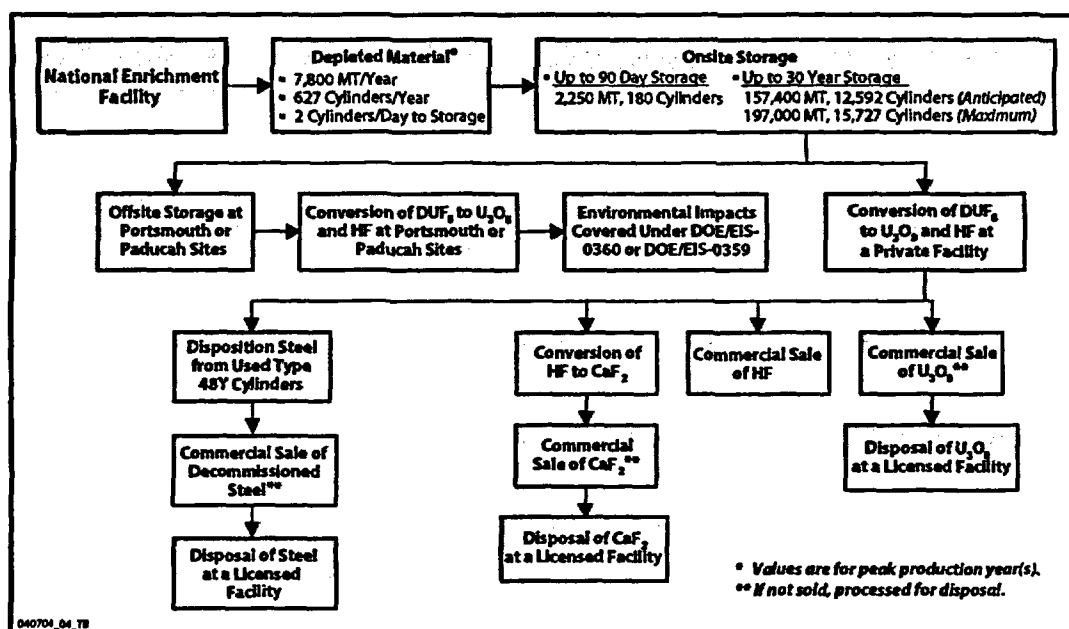 National Enrichment
Facility
Depleted Material*
• 7,800 MT/Year
• 627 Cylinders/Year
• 2 Cylinders/Day to Storage
Onsite Storage
• Up to 90 Day Storage
2,250 MT, 180 Cylinders
• Up to 30 Year Storage
157,400 MT, 12,592 Cylinders (Anticipated)
197,000 MT, 15,727 Cylinders (Maximum)
Offsite Storage at
Portsmouth or
Paducah Sites
Conversion of DUF₆ to U₃O₈
and HF at Portsmouth or
Paducah Sites
Environmental Impacts
Covered Under DOE/EIS-
0360 or DOE/EIS-0359
Conversion of DUF₆
to U₃O₈ and HF at
a Private Facility
Disposition Steel
from Used Type
48Y Cylinders
Conversion of
HF to CaF₂
Commercial Sale
of HF
Commercial Sale
of U₃O₈**
Commercial Sale of
Decommissioned
Steel**
Commercial
Sale of CaF₂**
Disposal of U₃O₈
at a Licensed Facility
Disposal of Steel
at a Licensed
Facility
Disposal of CaF₂
at a Licensed Facility
* Values are for peak production year(s).
** If not sold, processed for disposal.
040704_04_TB